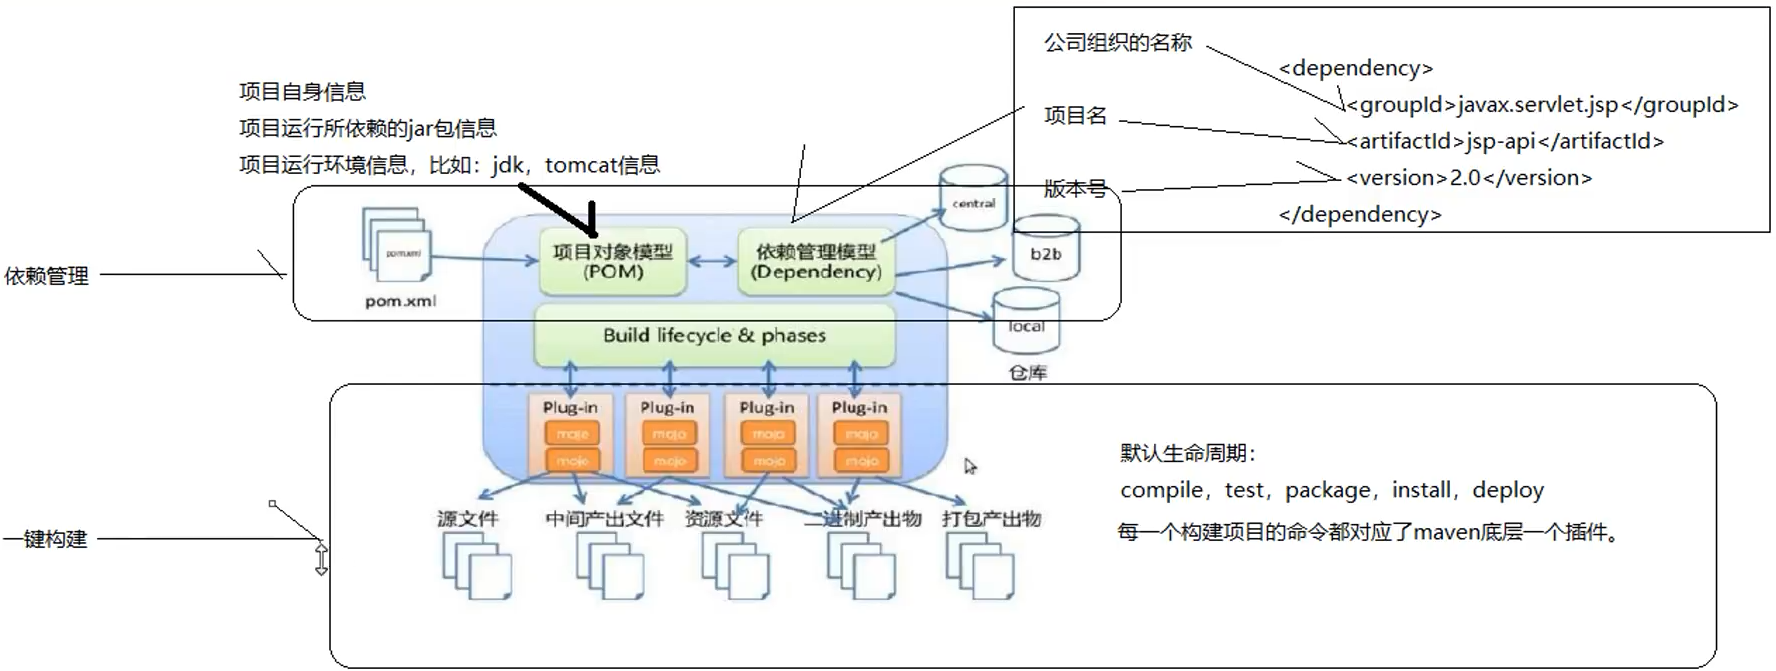 公司组织的名称
<dependency>
项目自身信息
<groupId>javax.servlet.jsp</groupId>
项目运行所依赖的jar包信息
项目名
<artifactId>jsp-api</artifactId>
项目运行环境信息，比如：jdk，tomcat信息
版本号
<version>2.0</version>
</dependency>
central
依赖管理
pom.xml
pom.xml
项目对象模型
(POM)
依赖管理模型
(Dependency)
b2b
local
仓库
Build lifecycle & phases
Plug-in
mojo
mojo
Plug-in
mojo
mojo
Plug-in
mojo
mojo
Plug-in
mojo
mojo
默认生命周期：
compile，test，package，install，deploy
每一个构建项目的命令都对应了maven底层一个插件。
一键构建
源文件
中间产出文件
资源文件
二进制产出物
打包产出物